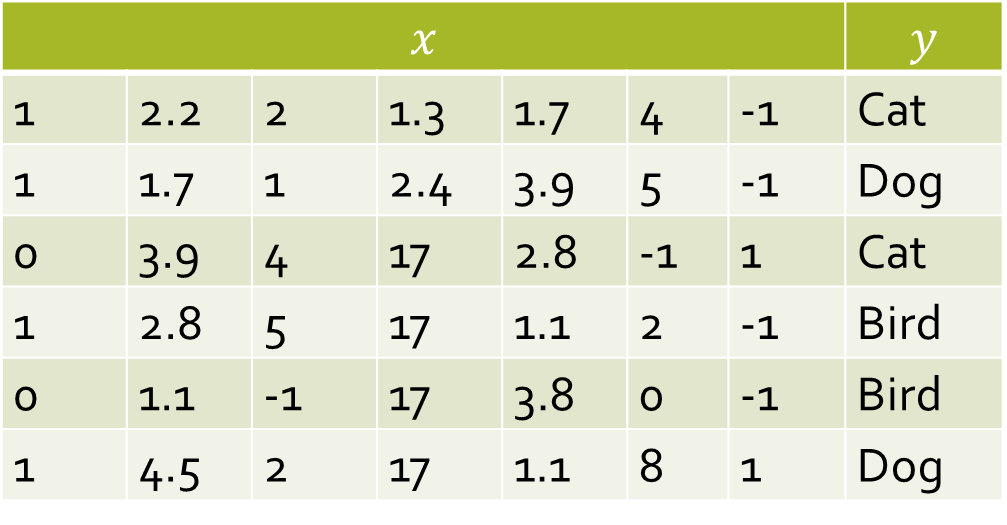 x y
1 2.2 2 1.3 1.7 4 -1 Cat
1 1.7 1 2.4 3.9 5 -1 Dog
0 3.9 4 17 2.8 -1 1 Cat
1 2.8 5 17 1.1 2 -1 Bird
0 1.1 -1 17 3.8 0 -1 Bird
1 4.5 2 17 1.1 8 1 Dog